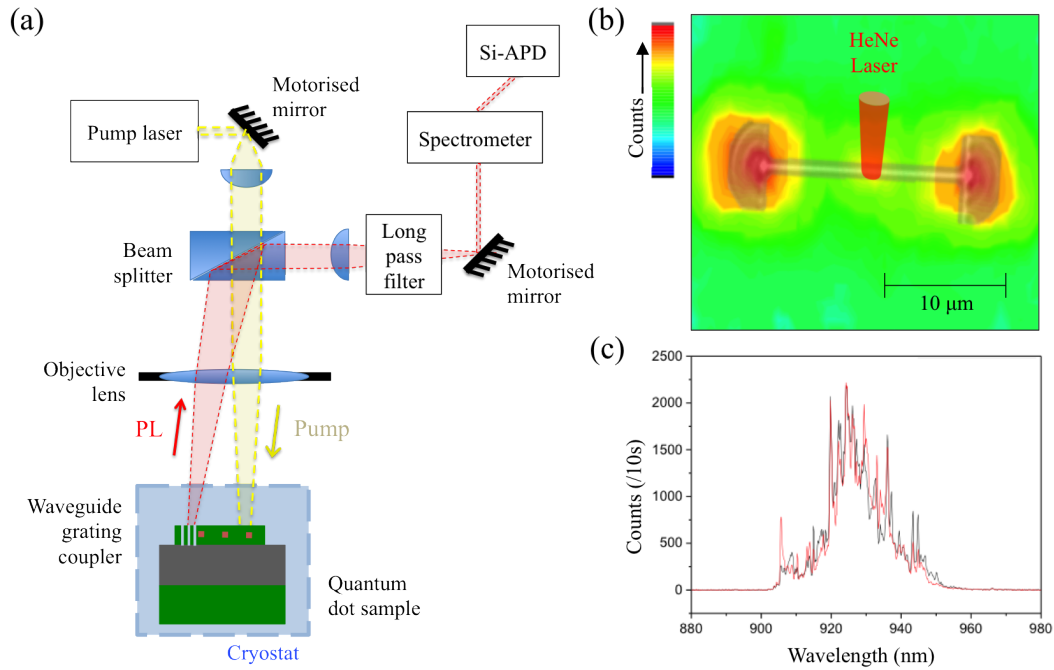 (a)
Si-APD
Motorised
mirror
Pump laser
Spectrometer
Beam
splitter
Long
pass
filter
Motorised
mirror
Objective
lens
PL
Pump
Waveguide
grating
coupler
Quantum
dot sample
Cryostat
(b)
Counts
HeNe
Laser
10 μm
(c)
Counts (/10s)
2500
2000
1500
1000
500
0
880
900
920
940
960
980
Wavelength (nm)